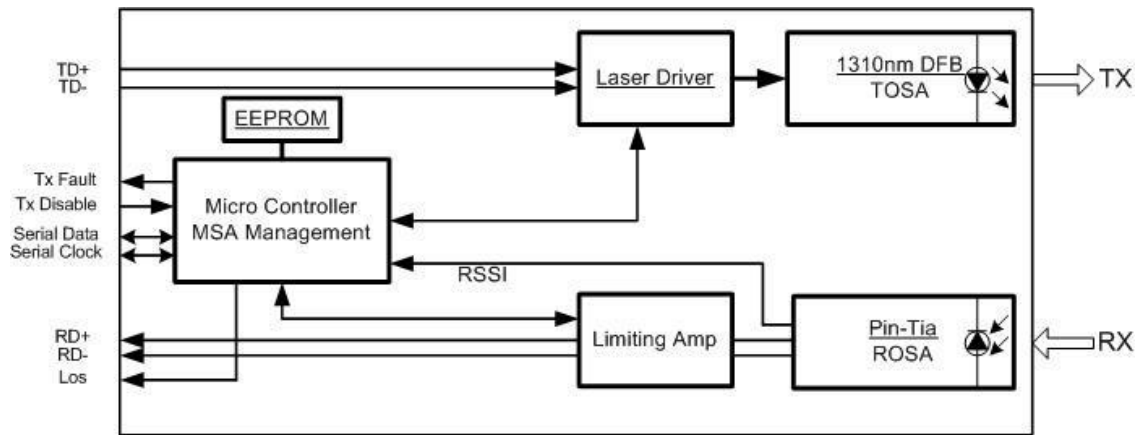 TD+
TD-
Laser Driver
1310nm DFB
TOSA
TX
EEPROM
Tx Fault
Tx Disable
Serial Data
Serial Clock
Micro Controller
MSA Management
RSSI
RD+
RD-
Los
Limiting Amp
Pin-Tia
ROSA
RX